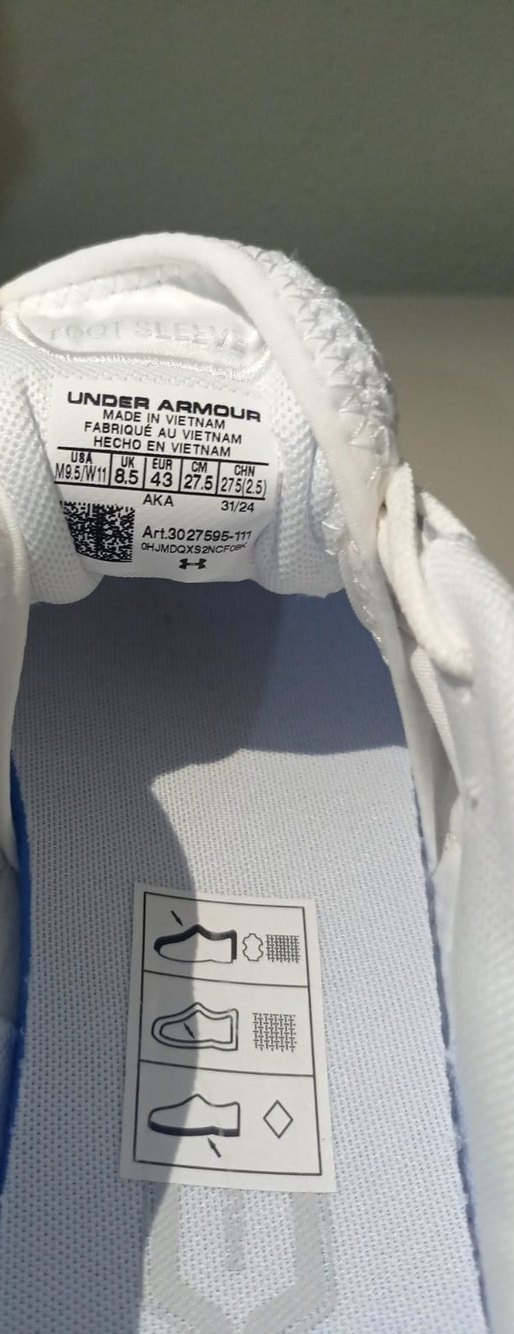 FOOT SLEEVE
UNDER ARMOUR
MADE IN VIETNAM
FABRIQUÉ AU VIETNAM
HECHO EN VIETNAM
USA UK EUR CM CHN
M9.5/W11 8.5 43 27.5 275(2.5)
AKA 31/24
Art.3027595-111